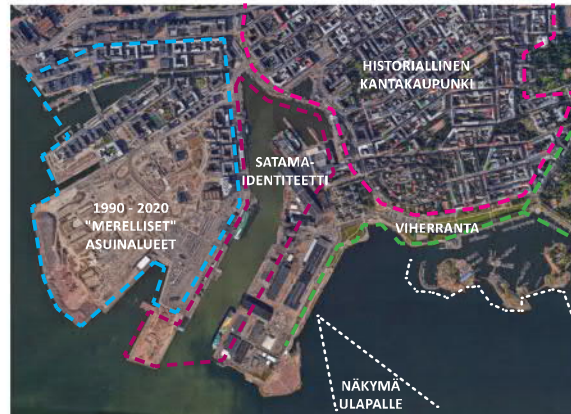 HISTORIALLINEN
KANTAKAUPUNKI
SATAMA-
IDENTITEETTI
1990 - 2020
"MERELLISET"
ASUINALUEET
VIHERRANTA
NÄKYMÄ
ULAPALLE